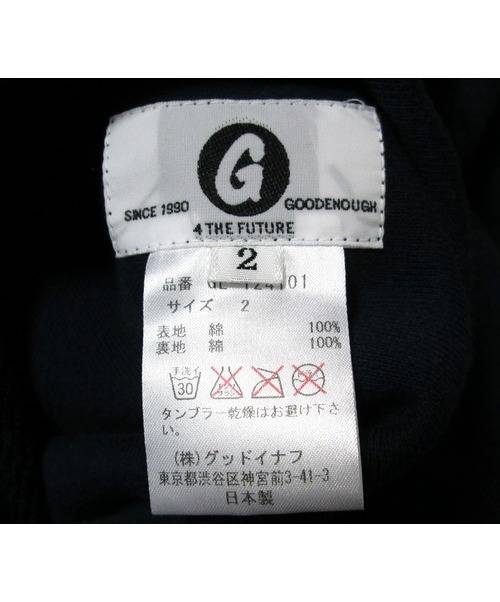 G
SINCE 1990 GOODENOUGH
4 THE FUTURE
2
品番
サイズ 2
表地 綿 100%
裏地 綿 100%
手洗イ
30
タンブラー乾燥はお避け下さ
い。
(株)グッドイナフ
東京都渋谷区神宮前3-41-3
日本製